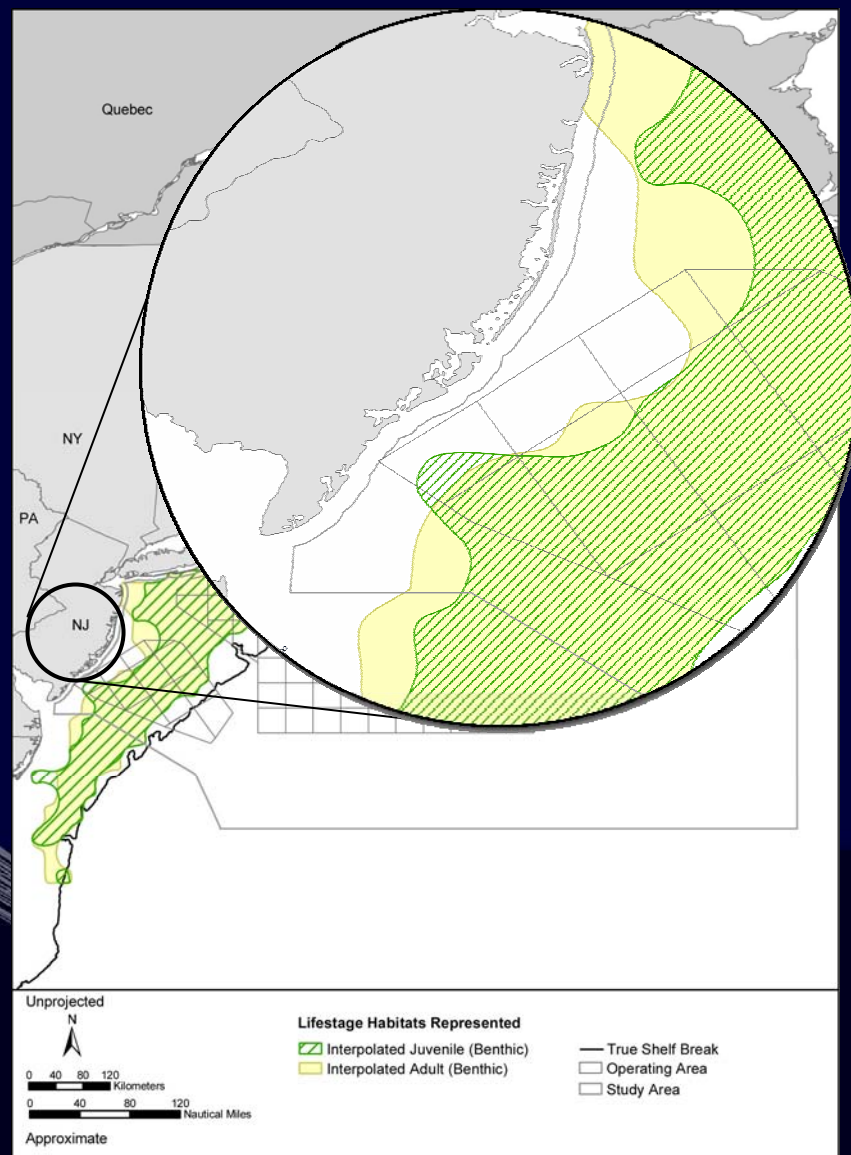 Quebec
NY
PA
NJ
Unprojected
N
0 40 80 120
Kilometers
0 40 80 120
Nautical Miles
Approximate
Lifestage Habitats Represented
Interpolated Juvenile (Benthic)
Interpolated Adult (Benthic)
True Shelf Break
Operating Area
Study Area